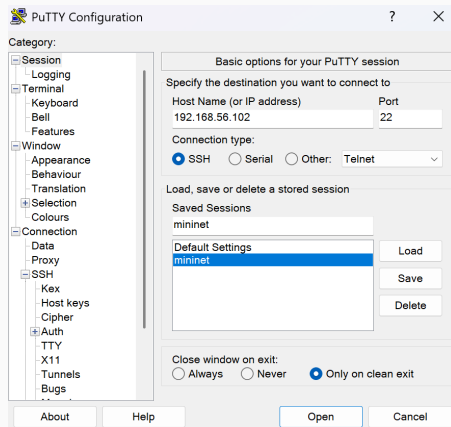 PuTTY Configuration
?
Category:
Session
Logging
Terminal
Keyboard
Bell
Features
Window
Appearance
Behaviour
Translation
Selection
Colours
Connection
Data
Proxy
SSH
Kex
Host keys
Cipher
Auth
TTY
X11
Tunnels
Bugs
Basic options for your PuTTY session
Specify the destination you want to connect to
Host Name (or IP address) Port
192.168.56.102 22
Connection type:
SSH Serial Other: Telnet
Load, save or delete a stored session
Saved Sessions
mininet
Default Settings
mininet
Load
Save
Delete
Close window on exit:
Always Never Only on clean exit
About Help Open Cancel